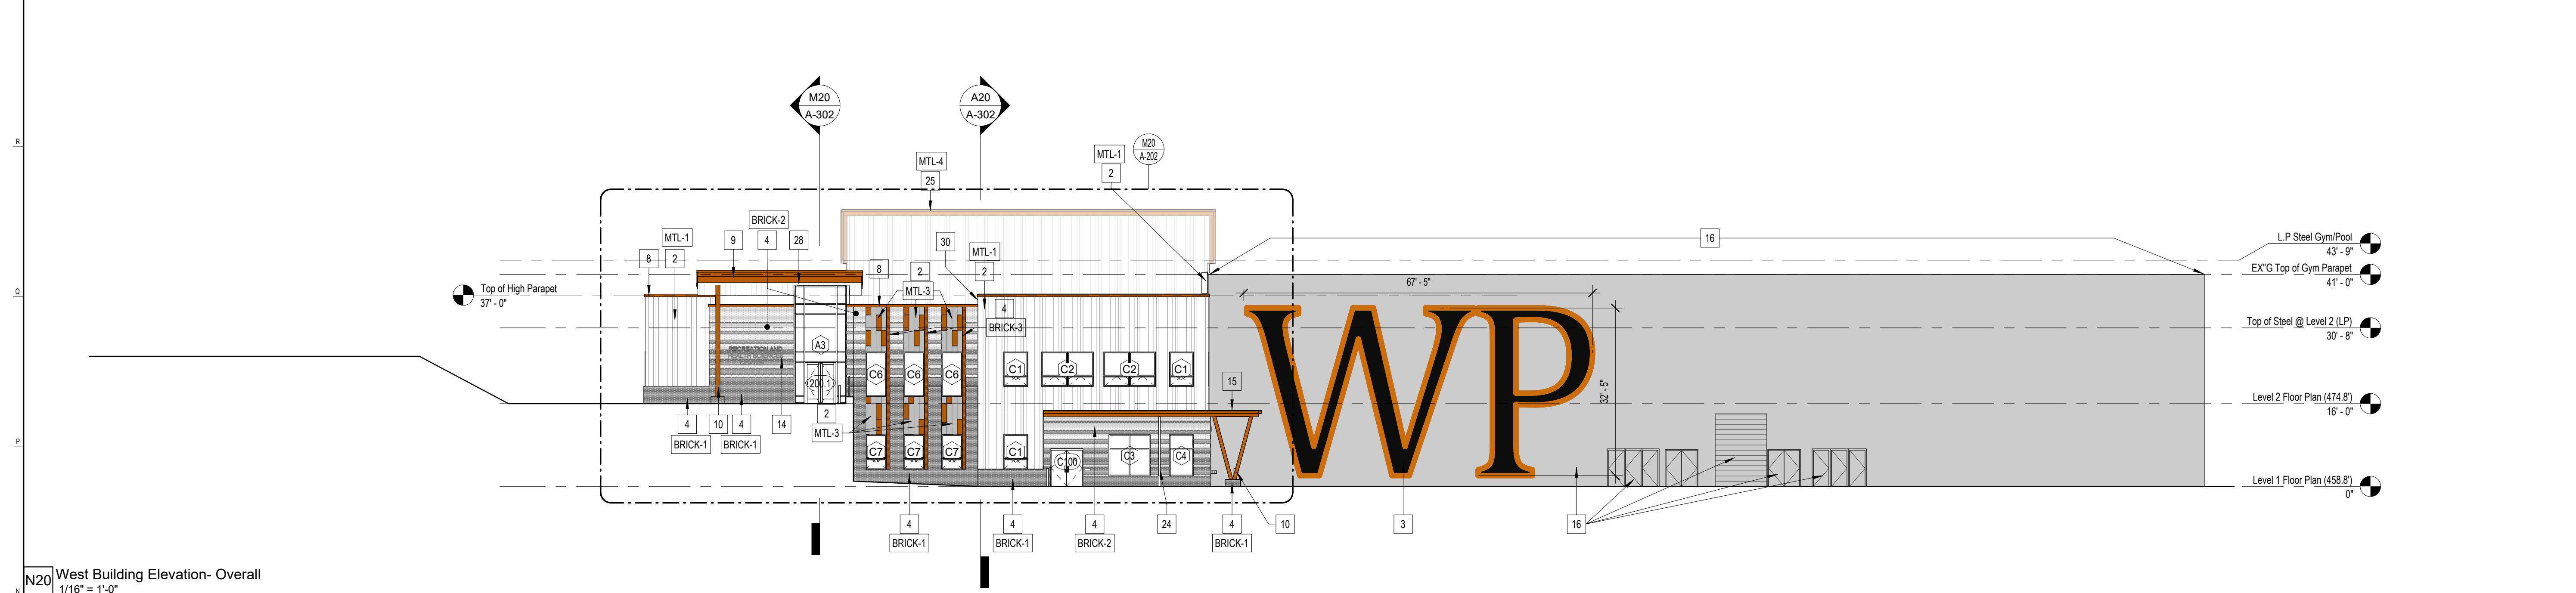 M20
A-302
A20
A-302
M20
A-202
R
MTL-1
2
MTL-4
25
BRICK-2
4
9
28
MTL-1
2
8
30
MTL-1
2
8
2
MTL-3
16
L.P Steel Gym/Pool
43' - 9"
EX"G Top of Gym Parapet
41' - 0"
Q
Top of High Parapet
37' - 0"
67' - 5"
4
BRICK-3
Top of Steel @ Level 2 (LP)
30' - 8"
WP
A3
RECREATION AND
HEALTH SCIENCES
CENTER
C6
C6
C6
C1
C2
C2
C1
200.1
15
32' - 5"
Level 2 Floor Plan (474.8')
16' - 0"
4
BRICK-1
10
4
BRICK-1
14
2
MTL-3
P
C7
C7
C7
C1
C100
C3
C4
Level 1 Floor Plan (458.8')
0"
4
BRICK-1
4
BRICK-1
4
BRICK-2
24
4
BRICK-1
10
3
16
N20
West Building Elevation- Overall
1/16" = 1'-0"
N